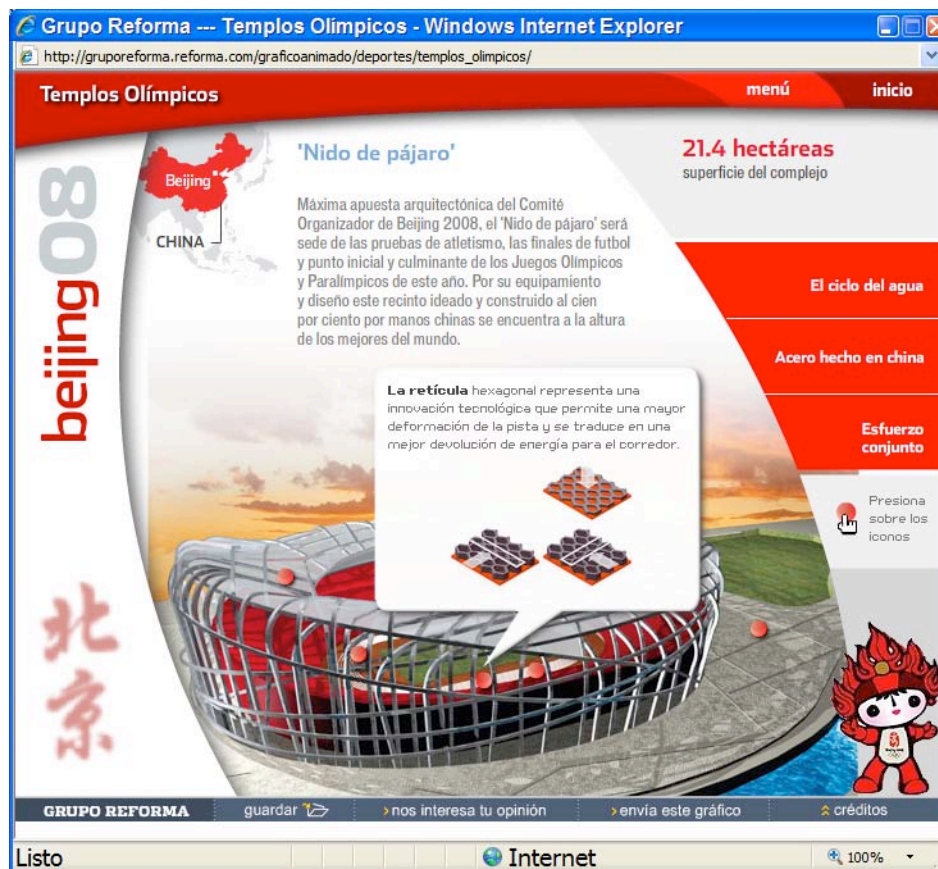 Grupo Reforma --- Templos Olímpicos - Windows Internet Explorer
http://gruporeforma.reforma.com/graficoanimado/deportes/templos_olimpicos/
Templos Olímpicos
menú
inicio
beijing08
Beijing
CHINA
'Nido de pájaro'
Máxima apuesta arquitectónica del Comité
Organizador de Beijing 2008, el 'Nido de pájaro' será
sede de las pruebas de atletismo, las finales de futbol
y punto inicial y culminante de los Juegos Olímpicos
y Paralímpicos de este año. Por su equipamiento
y diseño este recinto ideado y construido al cien
por ciento por manos chinas se encuentra a la altura
de los mejores del mundo.
21.4 hectáreas
superficie del complejo
El ciclo del agua
Acero hecho en china
Esfuerzo
conjunto
La retícula hexagonal representa una
innovación tecnológica que permite una mayor
deformación de la pista y se traduce en una
mejor devolución de energía para el corredor.
Presiona
sobre los
iconos
北
京
GRUPO REFORMA
guardar
nos interesa tu opinión
envía este gráfico
créditos
Listo
Internet
100%